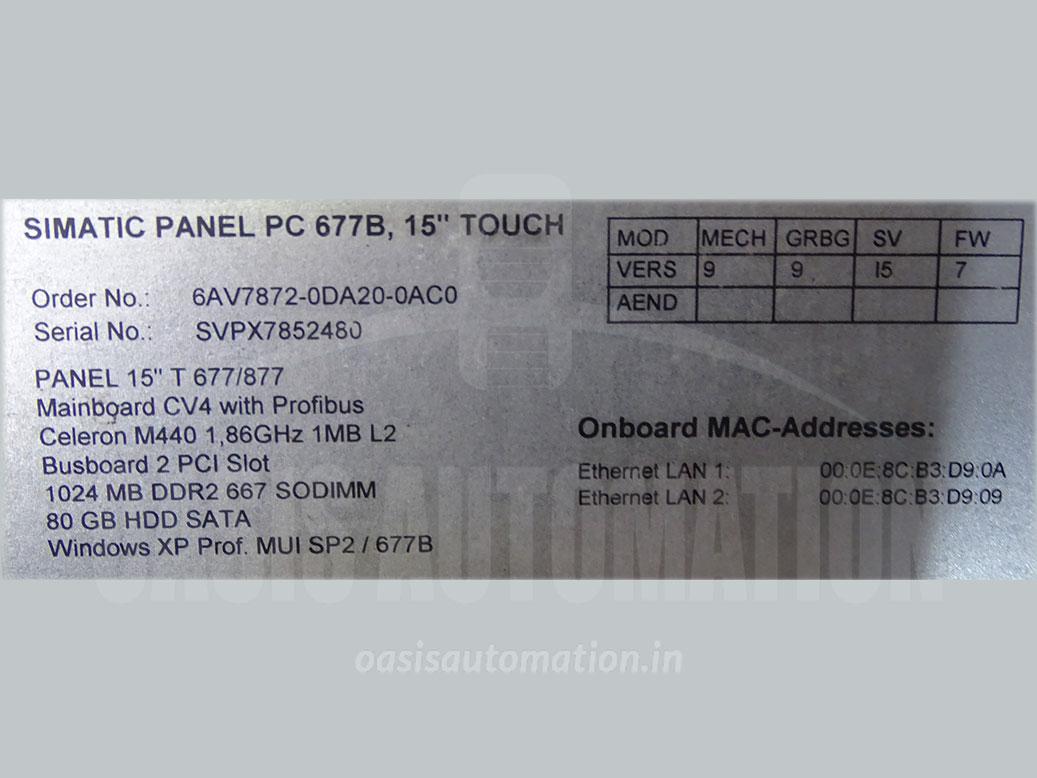 SIMATIC PANEL PC 677B, 15" TOUCH
Order No.: 6AV7872-0DA20-0AC0
Serial No.: SVPX7852480
PANEL 15" T 677/877
Mainboard CV4 with Profibus
Celeron M440 1,86GHz 1MB L2
Busboard 2 PCI Slot
1024 MB DDR2 667 SODIMM
80 GB HDD SATA
Windows XP Prof. MUI SP2 / 677B
MOD MECH GRBG SV FW
VERS 9 9 I5 7
AEND
Onboard MAC-Addresses:
Ethernet LAN 1: 00:0E:8C:B3:D9:0A
Ethernet LAN 2: 00:0E:8C:B3:D9:09
OASIS AUTOMATION
oasisautomation.in